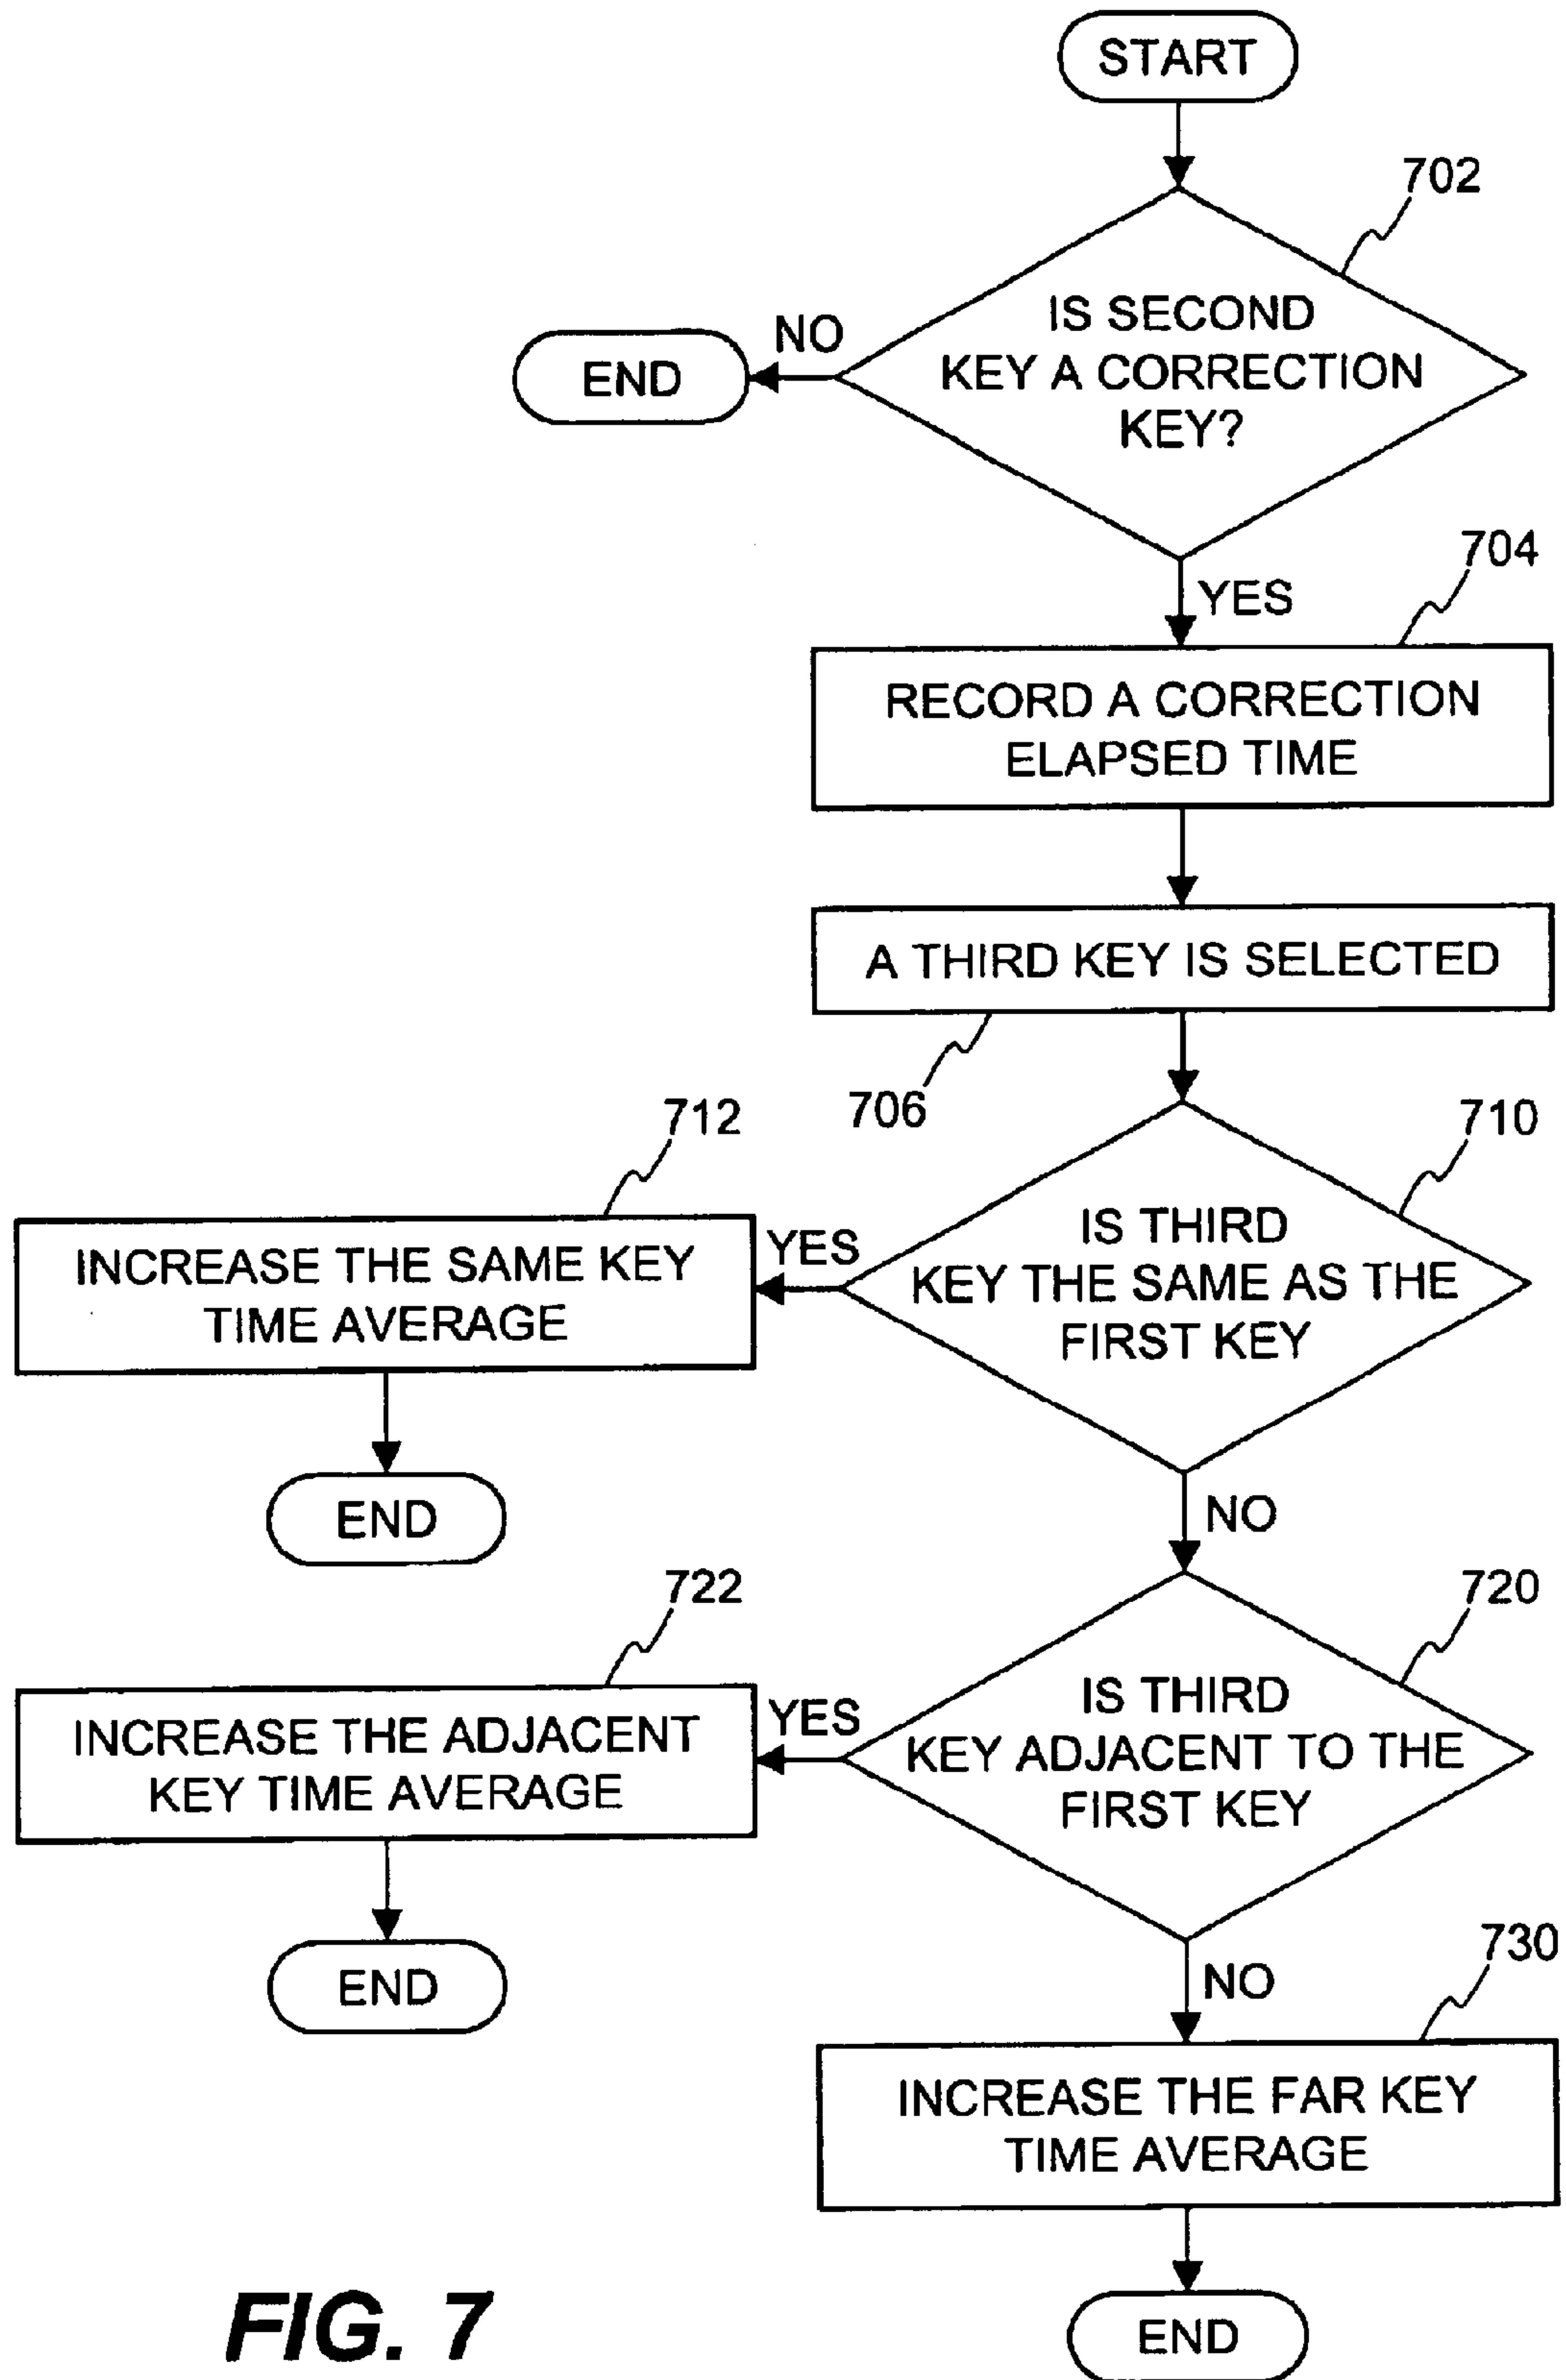 START
702
IS SECOND
KEY A CORRECTION
KEY?
NO
END
YES
704
RECORD A CORRECTION
ELAPSED TIME
A THIRD KEY IS SELECTED
706
710
IS THIRD
KEY THE SAME AS THE
FIRST KEY
YES
712
INCREASE THE SAME KEY
TIME AVERAGE
END
NO
720
IS THIRD
KEY ADJACENT TO THE
FIRST KEY
YES
722
INCREASE THE ADJACENT
KEY TIME AVERAGE
END
NO
730
INCREASE THE FAR KEY
TIME AVERAGE
END
FIG. 7